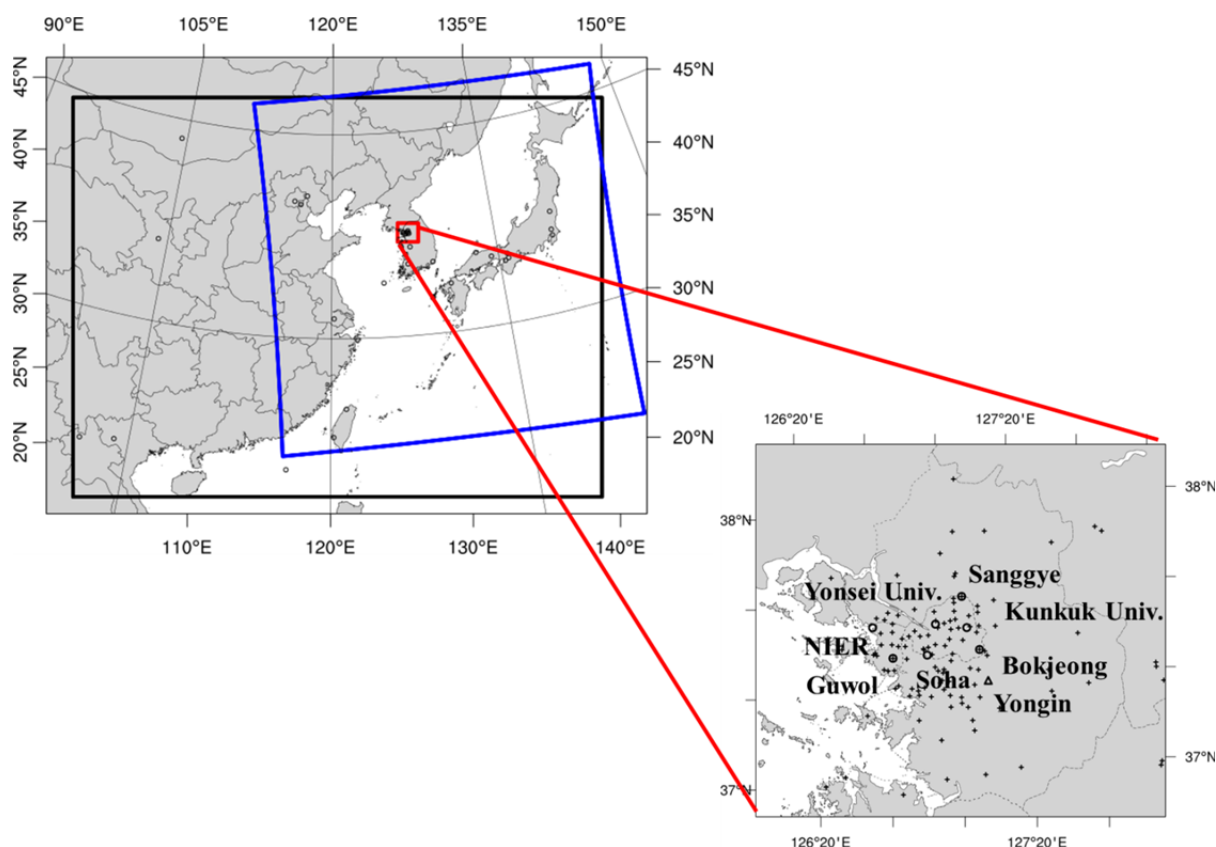 90°E 105°E 120°E 135°E 150°E
45°N 45°N
40°N 40°N
35°N 35°N
30°N 30°N
25°N 25°N
20°N 20°N
110°E 120°E 130°E 140°E
126°20'E 127°20'E
38°N
38°N
Sanggye
Yonsei Univ.
Kunkuk Univ.
NIER
Bokjeong
Guwol Soha
Yongin
37°N
37°N
126°20'E 127°20'E